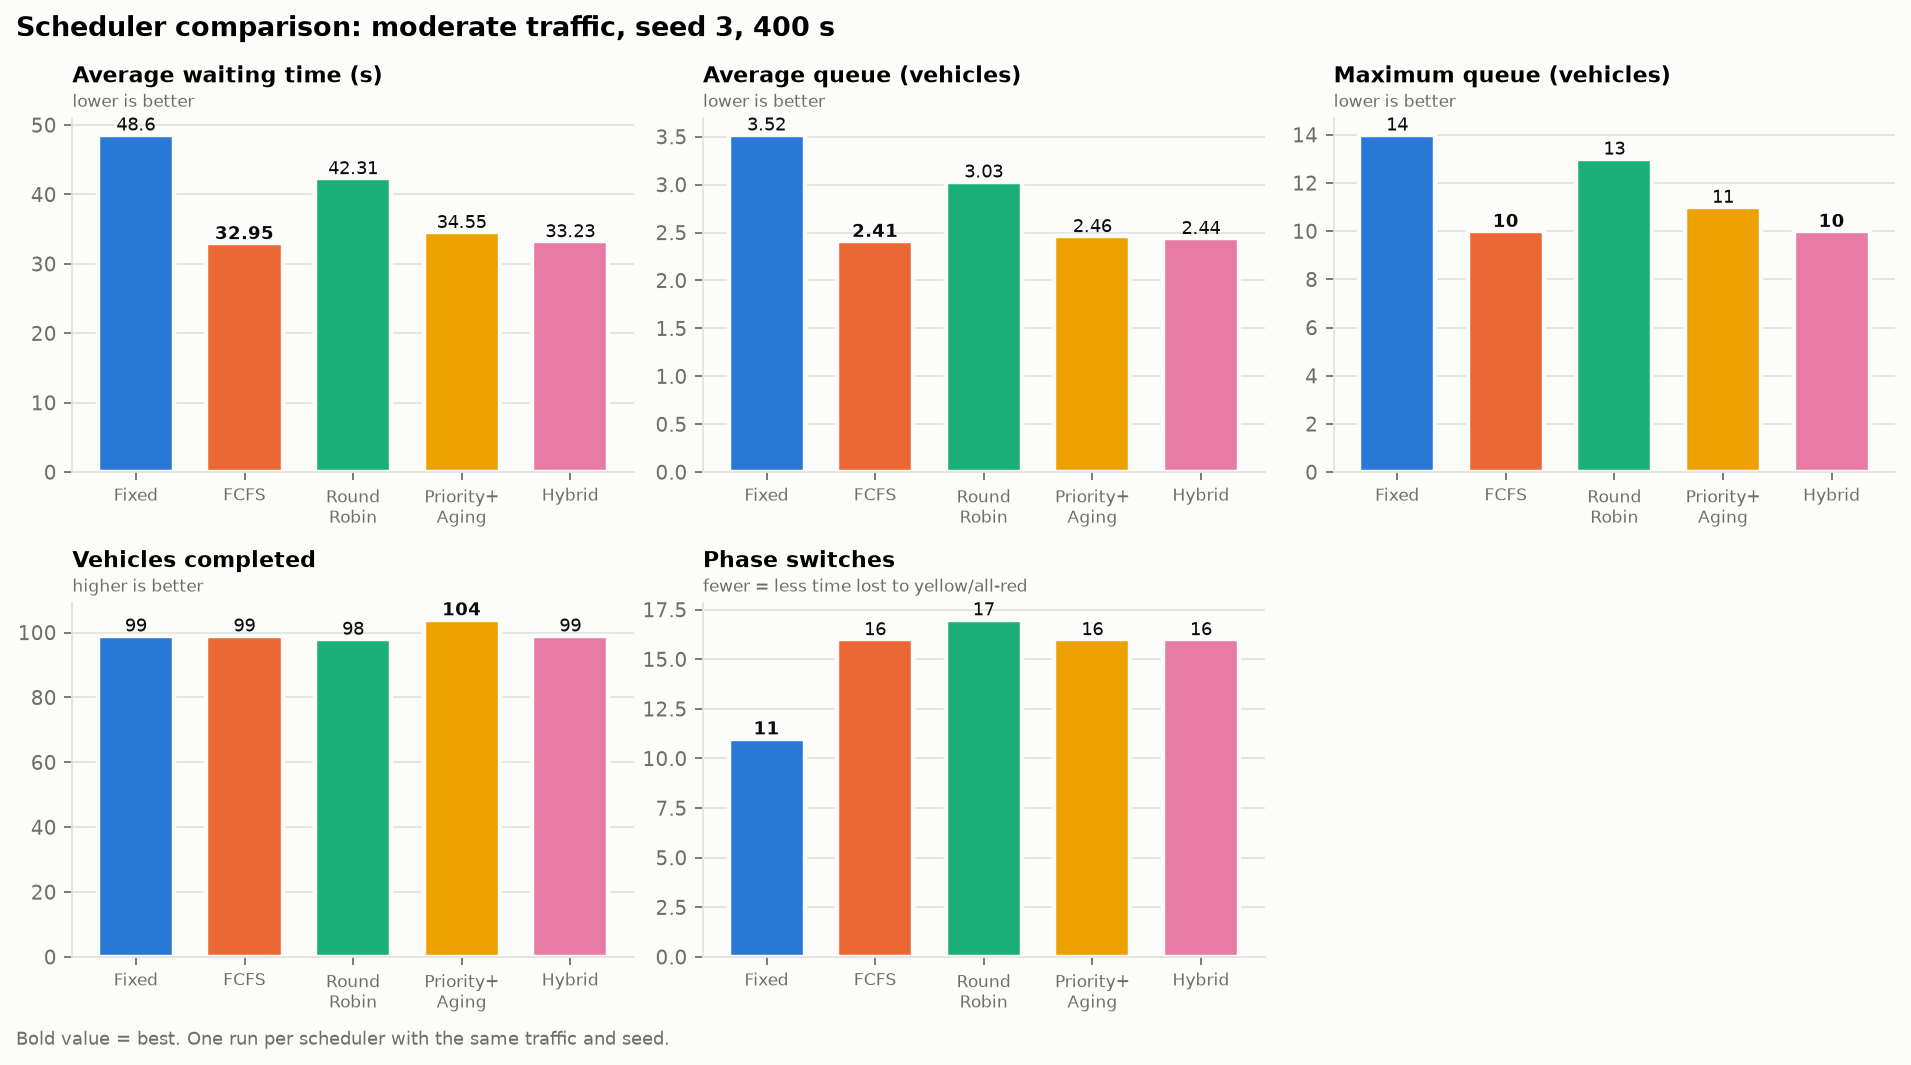 Scheduler comparison: moderate traffic, seed 3, 400 s
Average waiting time (s)
lower is better
50
40
30
20
10
0
48.6
32.95
42.31
34.55
33.23
Fixed
FCFS
Round
Robin
Priority+
Aging
Hybrid
Average queue (vehicles)
lower is better
3.5
3.0
2.5
2.0
1.5
1.0
0.5
0.0
3.52
2.41
3.03
2.46
2.44
Fixed
FCFS
Round
Robin
Priority+
Aging
Hybrid
Maximum queue (vehicles)
lower is better
14
12
10
8
6
4
2
0
14
10
13
11
10
Fixed
FCFS
Round
Robin
Priority+
Aging
Hybrid
Vehicles completed
higher is better
100
80
60
40
20
0
99
99
98
104
99
Fixed
FCFS
Round
Robin
Priority+
Aging
Hybrid
Phase switches
fewer = less time lost to yellow/all-red
17.5
15.0
12.5
10.0
7.5
5.0
2.5
0.0
11
16
17
16
16
Fixed
FCFS
Round
Robin
Priority+
Aging
Hybrid
Bold value = best. One run per scheduler with the same traffic and seed.